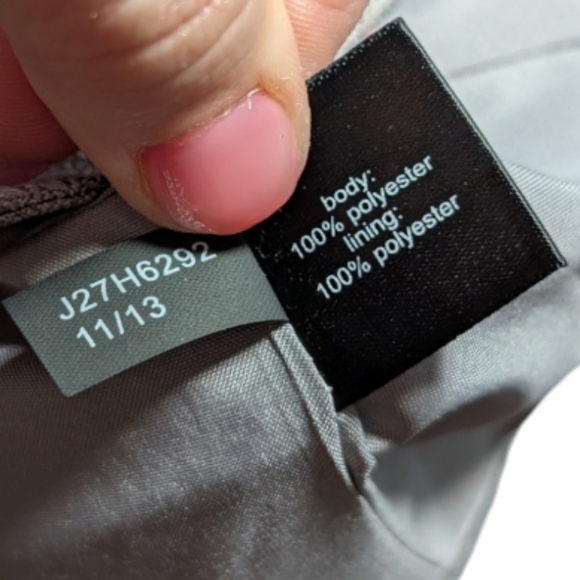 J27H6292
11/13
body:
100% polyester
lining:
100% polyester